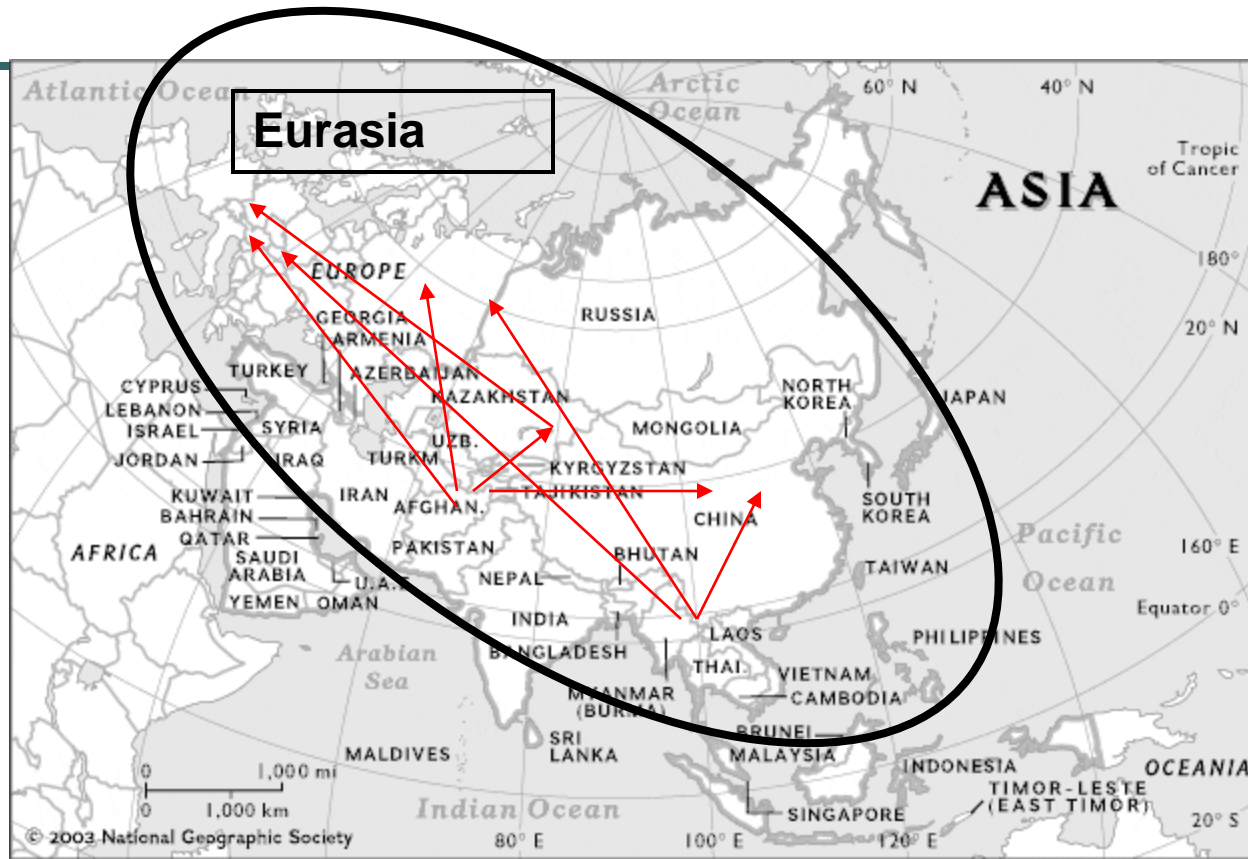 Atlantic Ocean
Arctic
Ocean
60° N
40° N
Eurasia
Tropic
of Cancer
ASIA
180°
EUROPE
RUSSIA
GEORGIA
ARMENIA
20° N
TURKEY
AZERBAIJAN
CYPRUS
KAZAKHSTAN
NORTH
KOREA
JAPAN
LEBANON
ISRAEL
SYRIA
MONGOLIA
UZB.
JORDAN
IRAQ
TURKM.
KYRGYZSTAN
KUWAIT
IRAN
TAJIKISTAN
AFGHAN.
SOUTH
KOREA
BAHRAIN
CHINA
QATAR
Pacific
Ocean
AFRICA
SAUDI
ARABIA
PAKISTAN
BHUTAN
160° E
U.A.E.
NEPAL
TAIWAN
YEMEN
OMAN
INDIA
Equator 0°
BANGLADESH
LAOS
PHILIPPINES
Arabian
Sea
THAI.
VIETNAM
MYANMAR
(BURMA)
CAMBODIA
BRUNEI
SRI
LANKA
MALDIVES
MALAYSIA
INDONESIA
OCEANIA
0
1,000 mi
0
1,000 km
TIMOR-LESTE
(EAST TIMOR)
Indian Ocean
SINGAPORE
20° S
© 2003 National Geographic Society
80° E
100° E
120° E